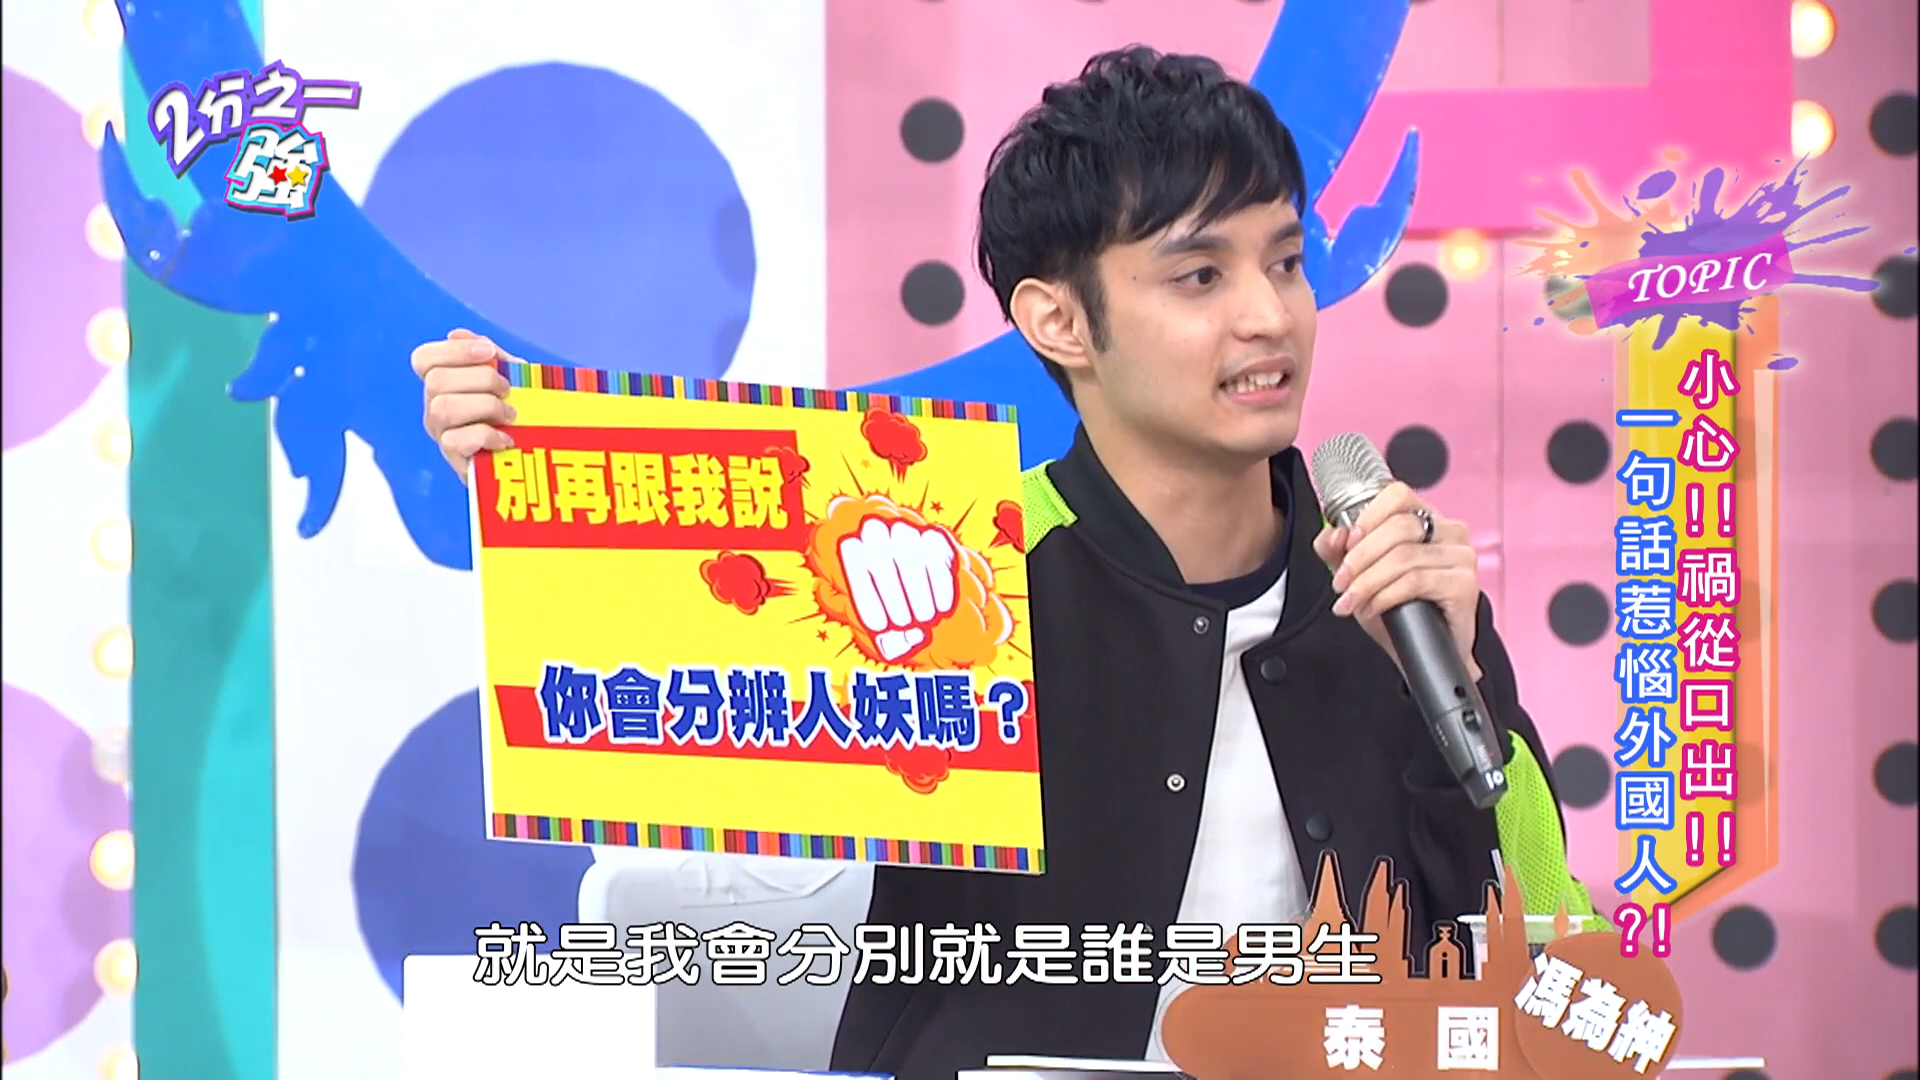 2分之一
強
TOPIC
小心!!禍從口出!!
一句話惹惱外國人?!
別再跟我說
你會分辨人妖嗎？
10
就是我會分別就是誰是男生
泰國
馮為紳